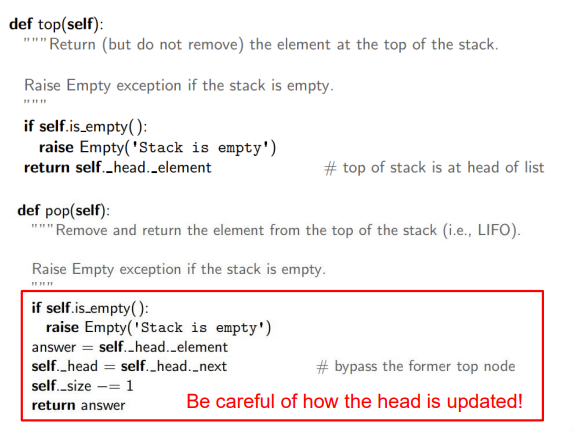 def top(self):
"""Return (but do not remove) the element at the top of the stack.
Raise Empty exception if the stack is empty.
"""
if self.is_empty():
raise Empty('Stack is empty')
return self._head._element # top of stack is at head of list
def pop(self):
"""Remove and return the element from the top of the stack (i.e., LIFO).
Raise Empty exception if the stack is empty.
"""
if self.is_empty():
raise Empty('Stack is empty')
answer = self._head._element
self._head = self._head._next # bypass the former top node
self._size −= 1
return answer Be careful of how the head is updated!